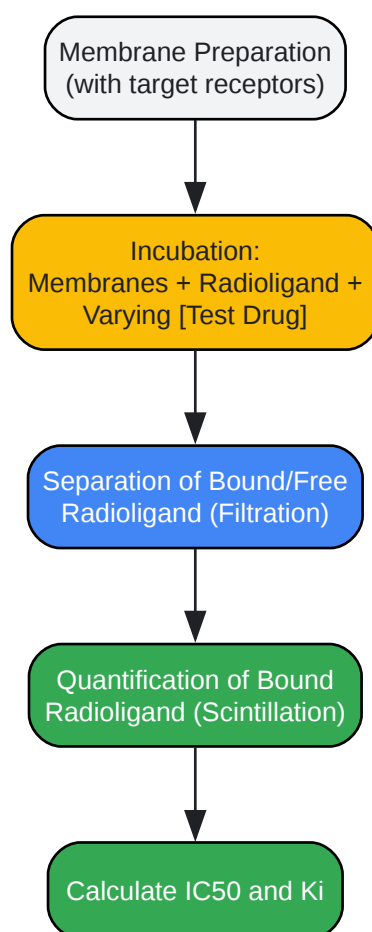 Membrane Preparation
(with target receptors)
Incubation:
Membranes + Radioligand +
Varying [Test Drug]
Separation of Bound/Free
Radioligand (Filtration)
Quantification of Bound
Radioligand (Scintillation)
Calculate IC50 and Ki